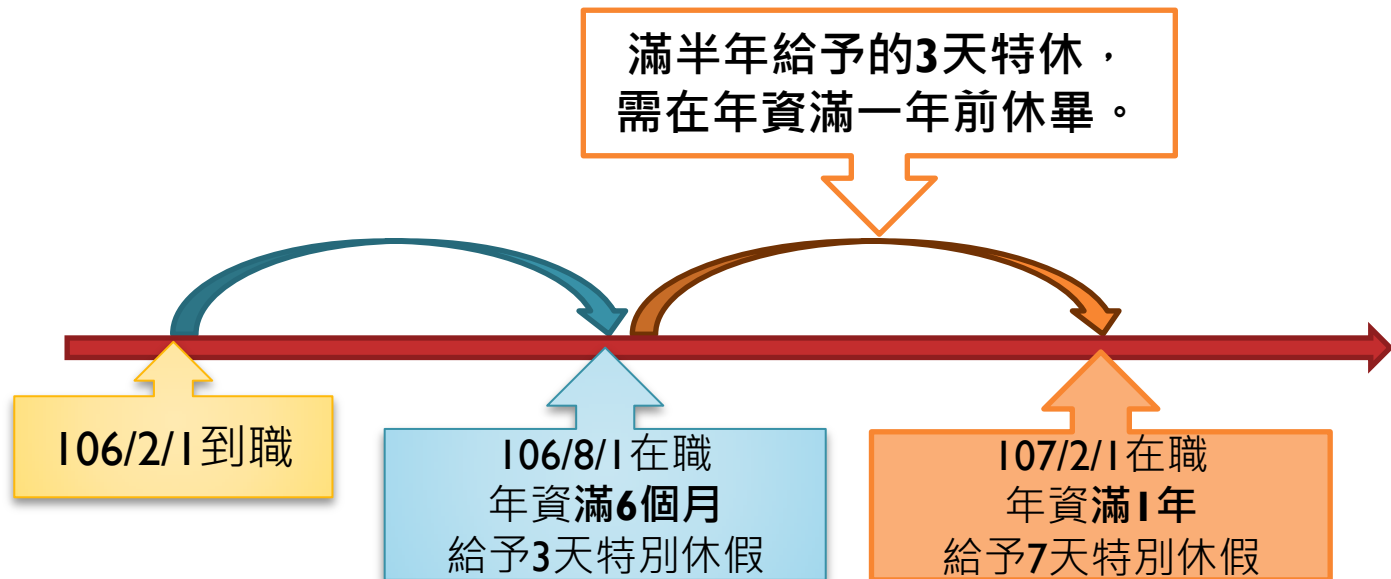 滿半年給予的3天特休，
需在年資滿一年前休畢。
106/2/1到職
106/8/1在職
年資滿6個月
給予3天特別休假
107/2/1在職
年資滿1年
給予7天特別休假